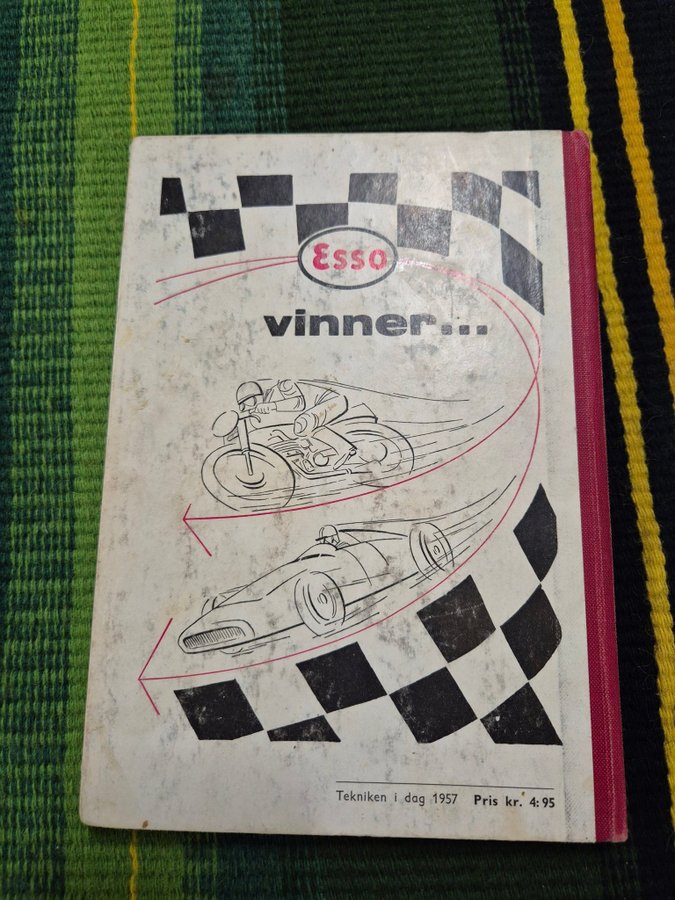 Esso
vinner...
Tekniken i dag 1957 Pris kr. 4:95